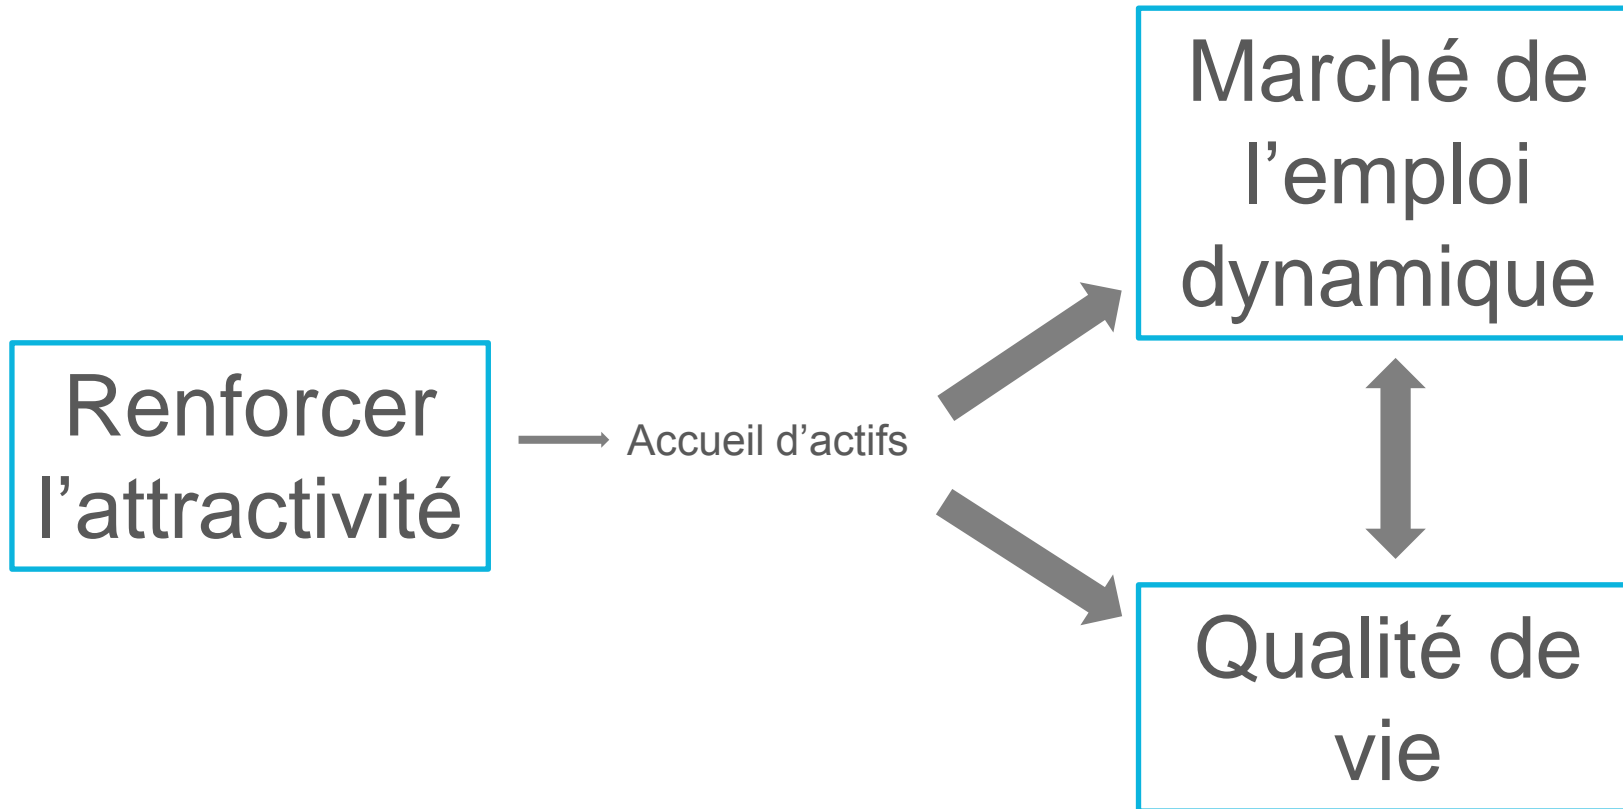 Marché de
l’emploi
dynamique
Renforcer
l’attractivité
Accueil d’actifs
Qualité de
vie